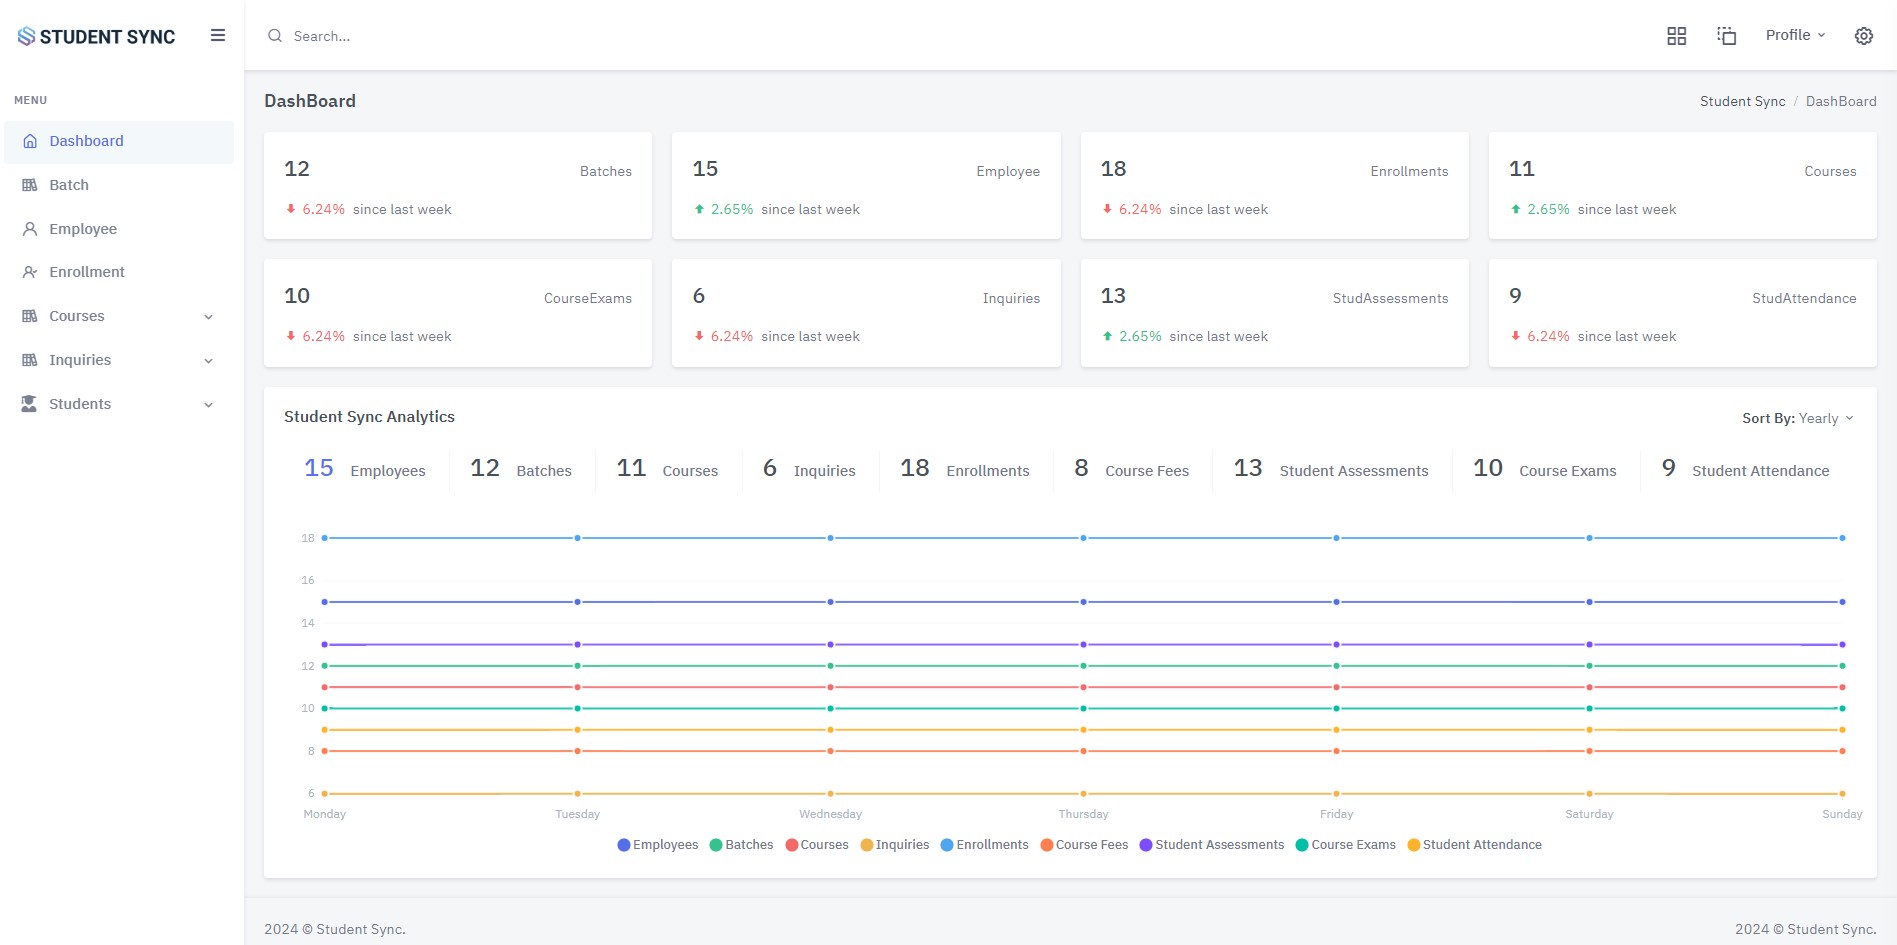 STUDENT SYNC
Search...
Profile
MENU
Dashboard
Batch
Employee
Enrollment
Courses
Inquiries
Students
DashBoard
Student Sync / DashBoard
12 Batches
6.24% since last week
15 Employee
2.65% since last week
18 Enrollments
6.24% since last week
11 Courses
2.65% since last week
10 CourseExams
6.24% since last week
6 Inquiries
6.24% since last week
13 StudAssessments
2.65% since last week
9 StudAttendance
6.24% since last week
Student Sync Analytics
Sort By: Yearly
15 Employees 12 Batches 11 Courses 6 Inquiries 18 Enrollments 8 Course Fees 13 Student Assessments 10 Course Exams 9 Student Attendance
18
16
14
12
10
8
6
Monday Tuesday Wednesday Thursday Friday Saturday Sunday
Employees Batches Courses Inquiries Enrollments Course Fees Student Assessments Course Exams Student Attendance
2024 © Student Sync. 2024 © Student Sync.